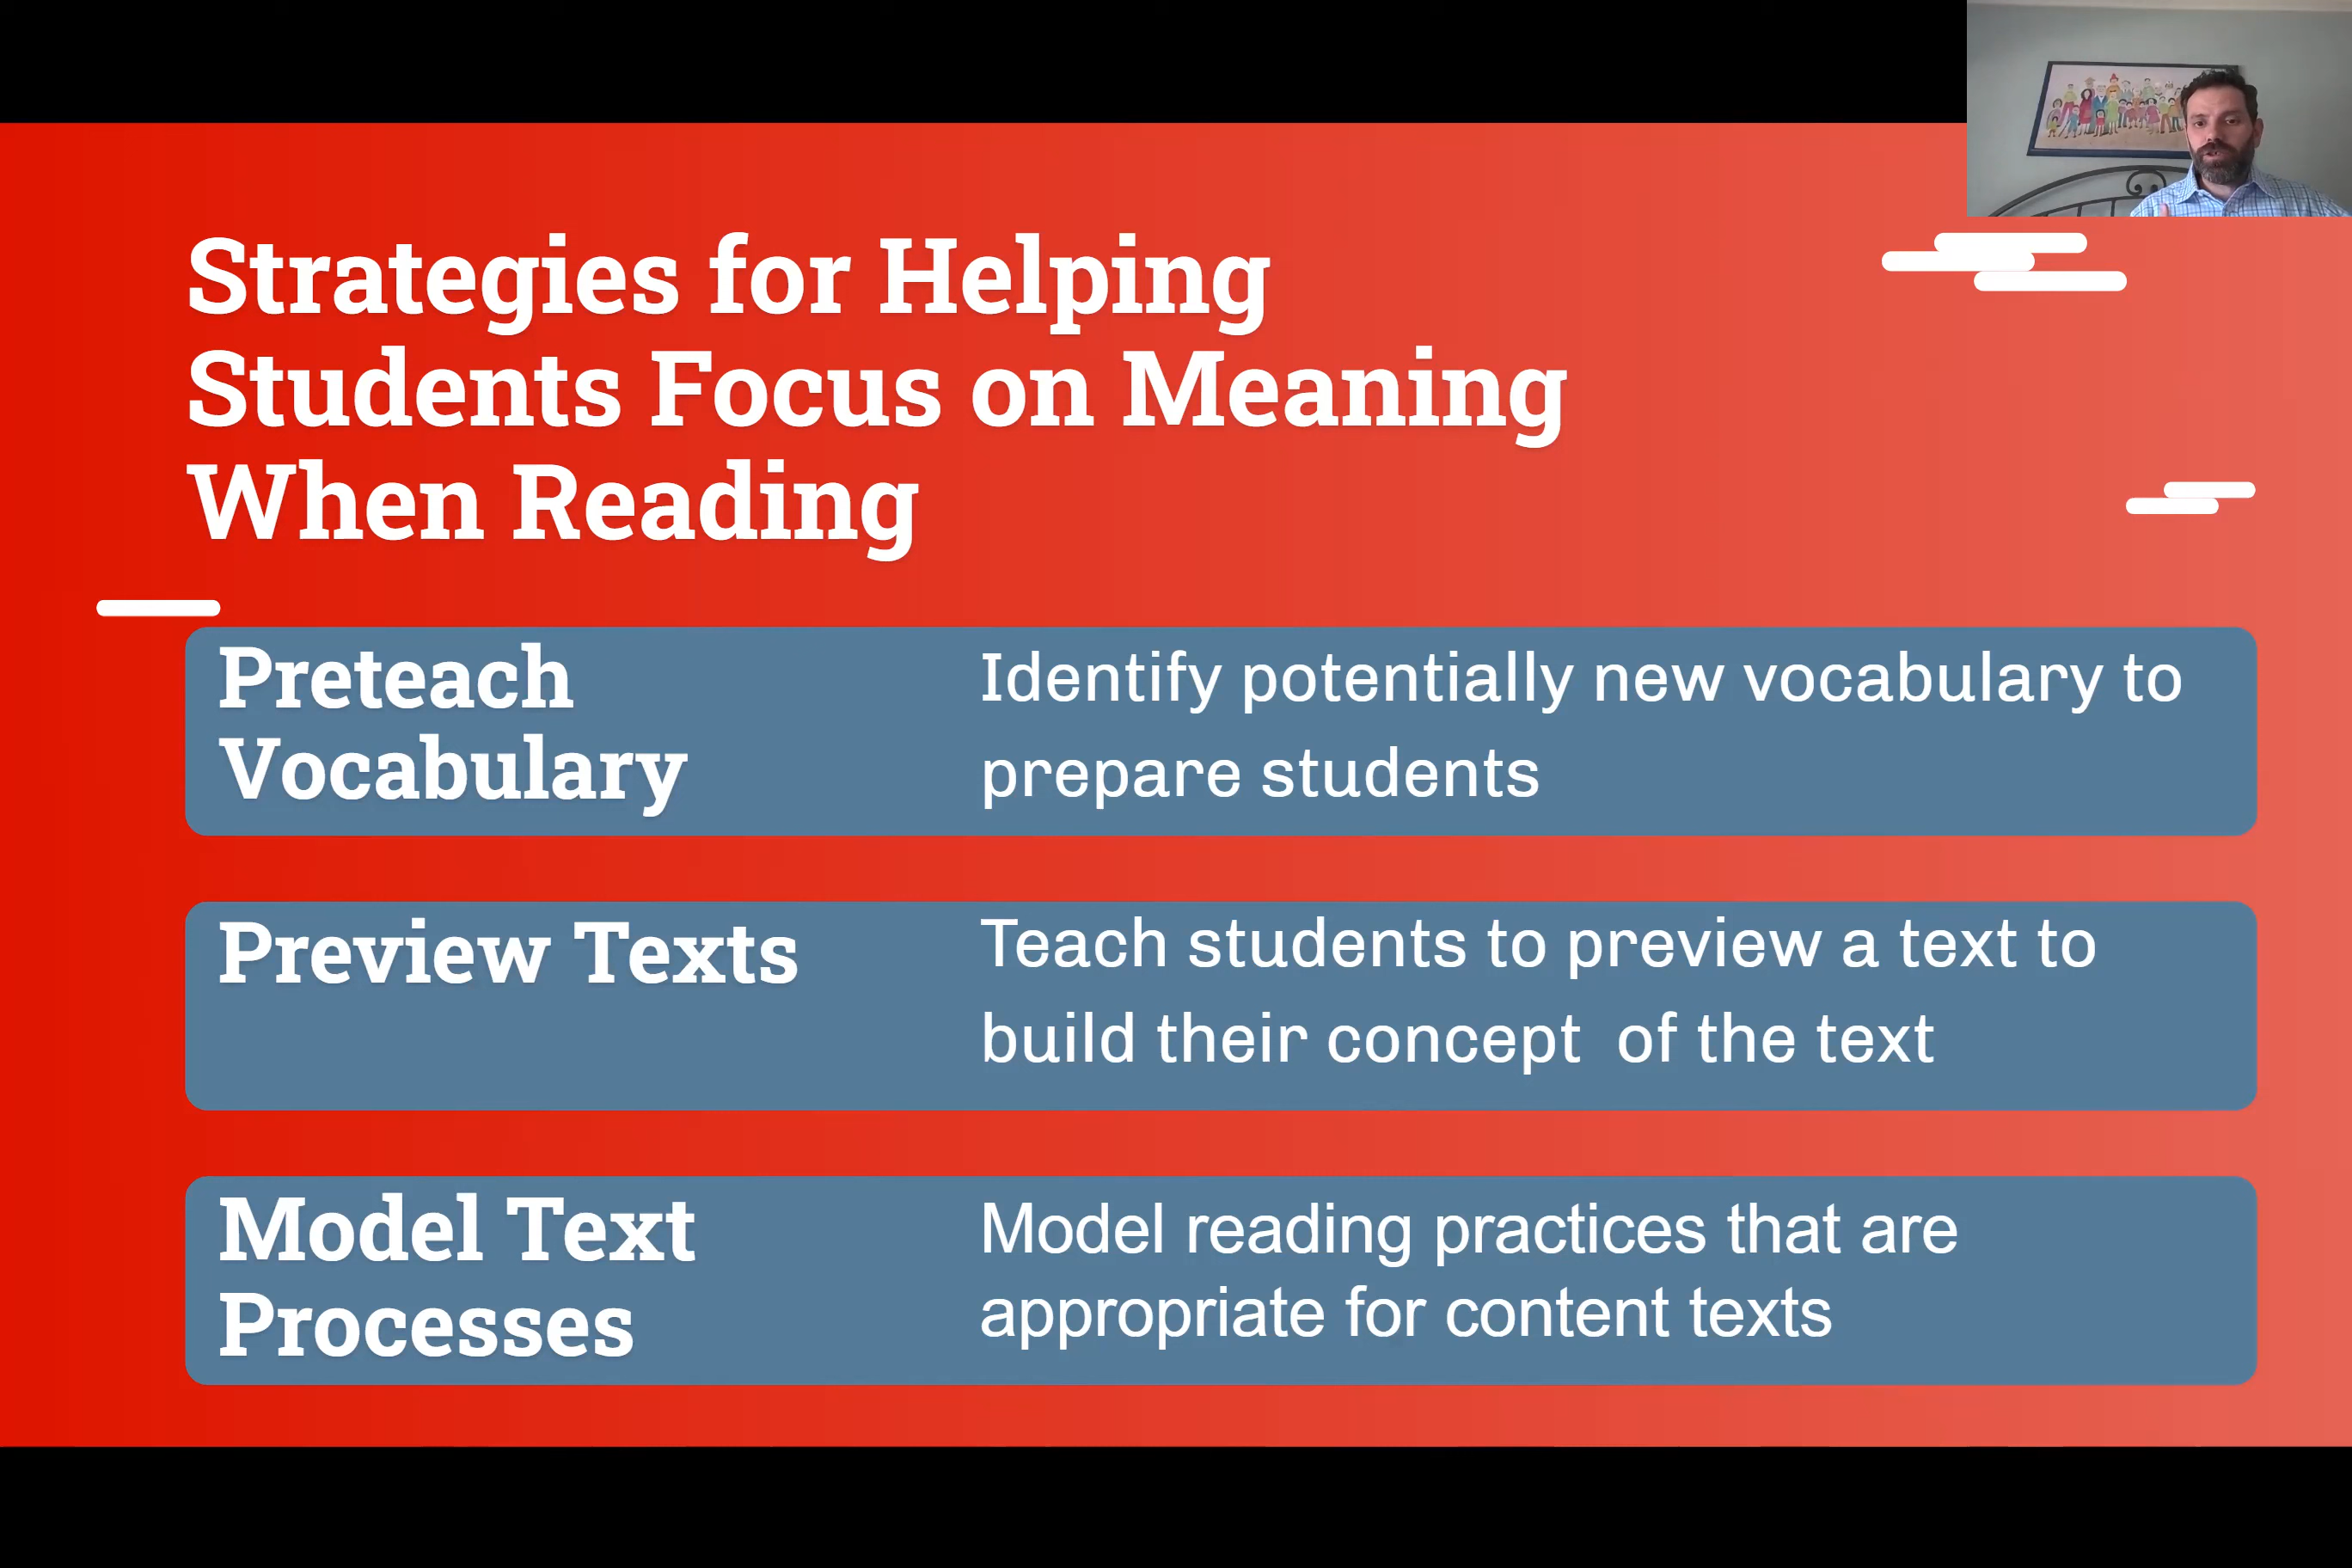 Strategies for Helping
Students Focus on Meaning
When Reading
Preteach
Vocabulary
Identify potentially new vocabulary to
prepare students
Preview Texts
Teach students to preview a text to
build their concept  of the text
Model Text
Processes
Model reading practices that are
appropriate for content texts